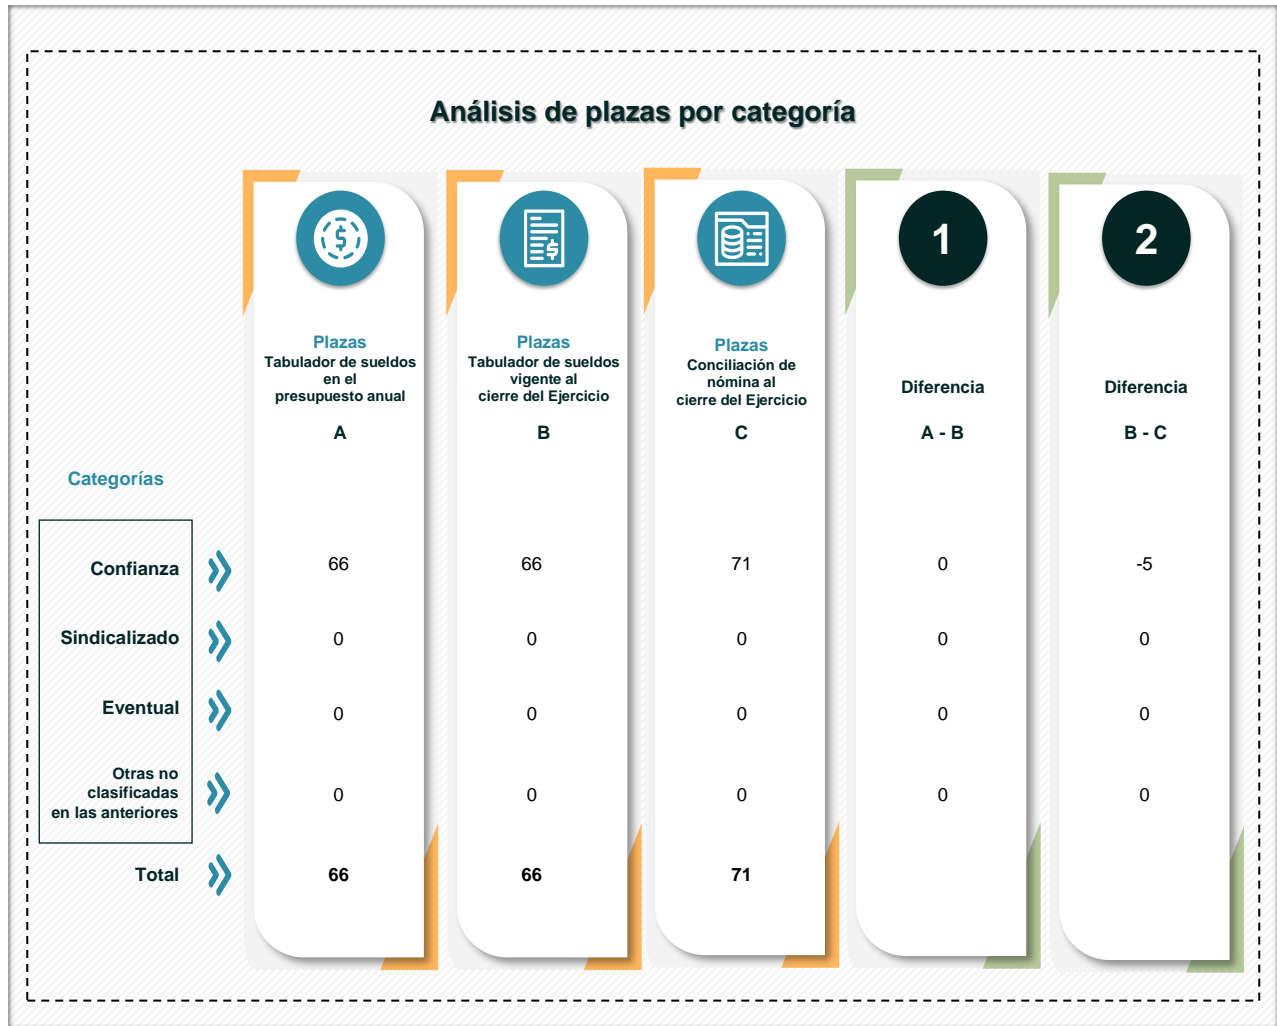 Análisis de plazas por categoría
1
2
Plazas
Tabulador de sueldos
en el
presupuesto anual
A
Plazas
Tabulador de sueldos
vigente al
cierre del Ejercicio
B
Plazas
Conciliación de
nómina al
cierre del Ejercicio
C
Diferencia
A - B
Diferencia
B - C
Categorías
Confianza 66 66 71 0 -5
Sindicalizado 0 0 0 0 0
Eventual 0 0 0 0 0
Otras no
clasificadas
en las anteriores
0 0 0 0 0
Total 66 66 71